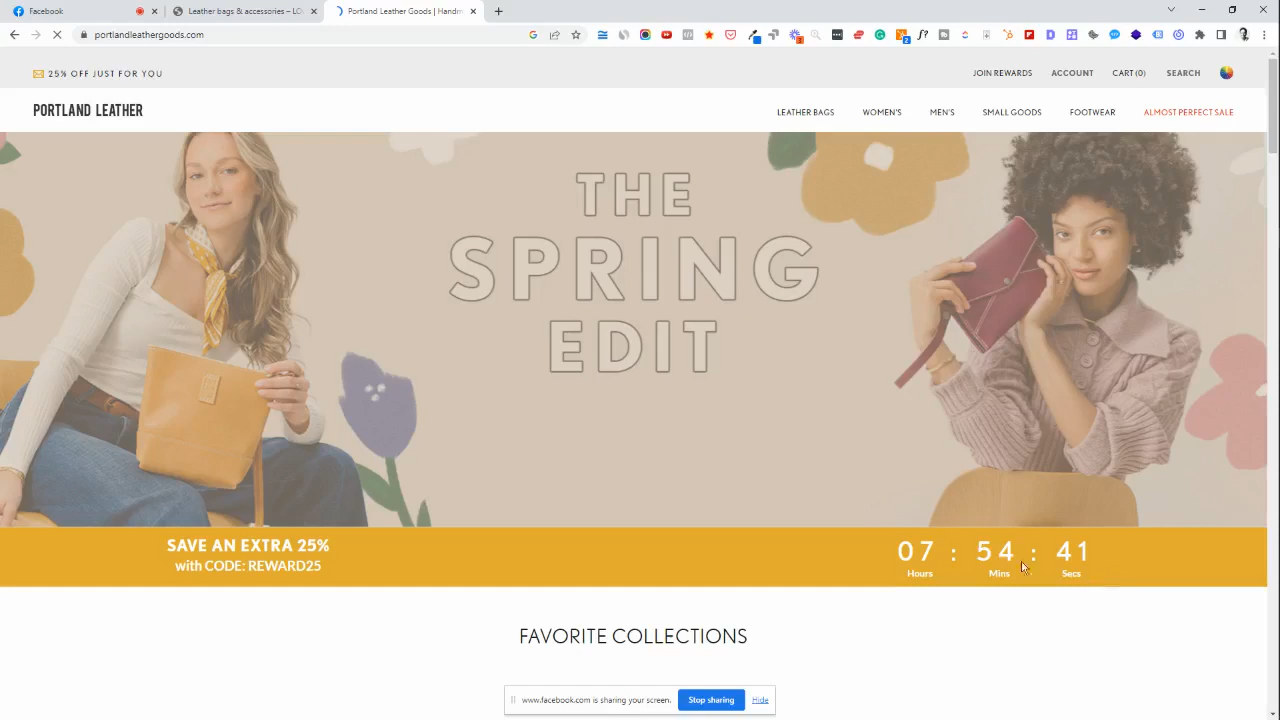 Facebook
Leather bags & accessories – LO
Portland Leather Goods | Handm
portlandleathergoods.com
25% OFF JUST FOR YOU
JOIN REWARDS
ACCOUNT
CART (0)
SEARCH
PORTLAND LEATHER
LEATHER BAGS
WOMEN'S
MEN'S
SMALL GOODS
FOOTWEAR
ALMOST PERFECT SALE
THE
SPRING
EDIT
SAVE AN EXTRA 25%
with CODE: REWARD25
07 : 54 : 41
Hours Mins Secs
FAVORITE COLLECTIONS
www.facebook.com is sharing your screen.
Stop sharing
Hide